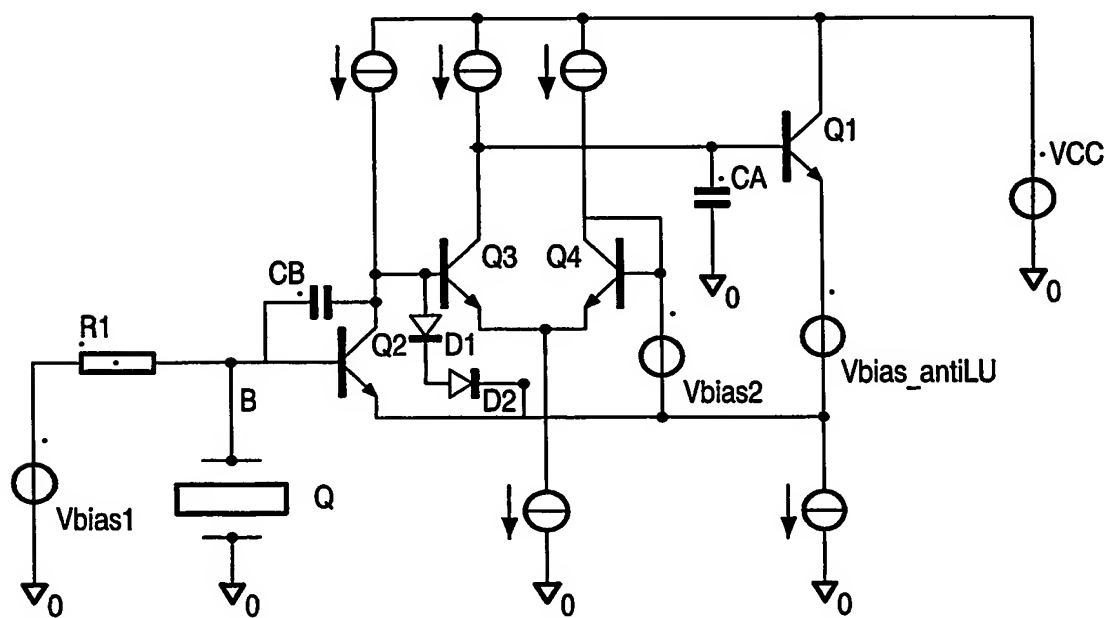 Q1
VCC
CA
Q3
Q4
CB
0
0
R1
Q2
D1
Vbias_antiLU
D2
Vbias2
B
Q
Vbias1
0
0
0
0